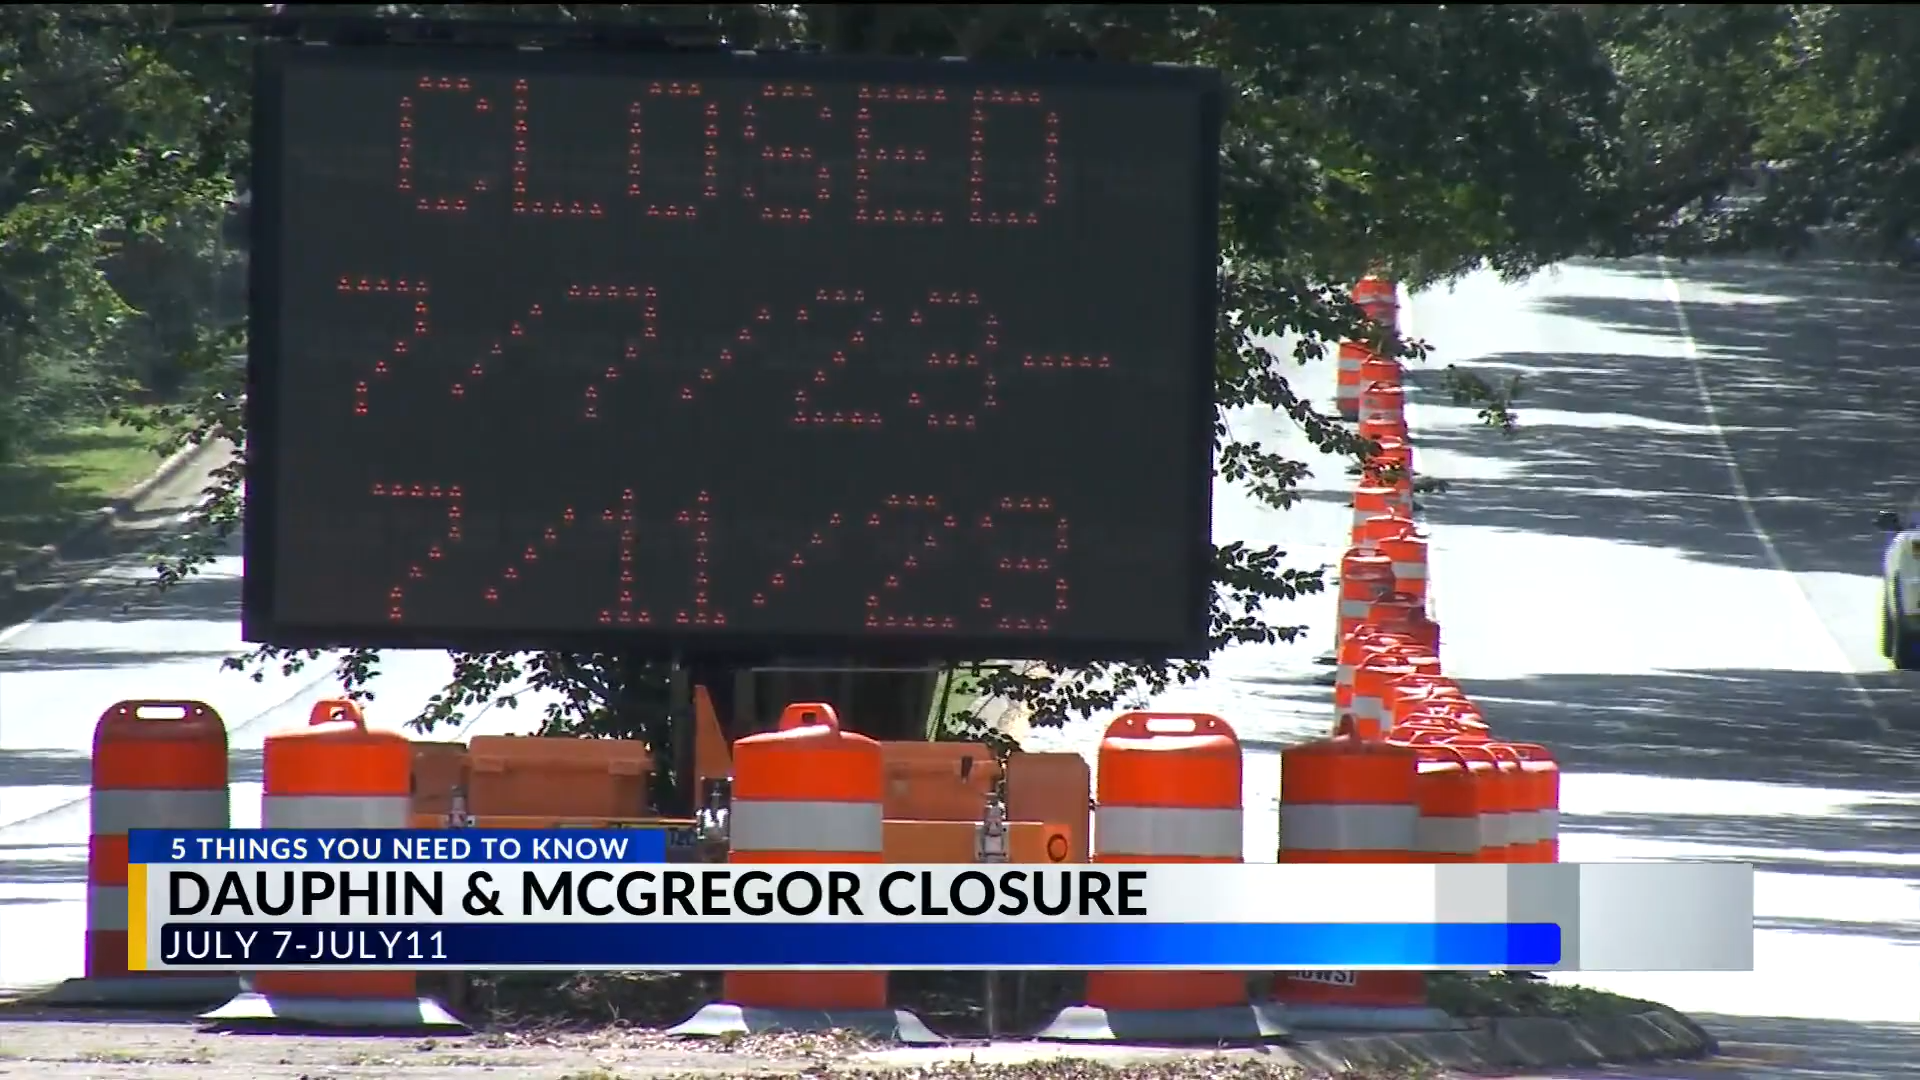 CLOSED
7/7/23-
7/11/23
5 THINGS YOU NEED TO KNOW
DAUPHIN & MCGREGOR CLOSURE
JULY 7-JULY11